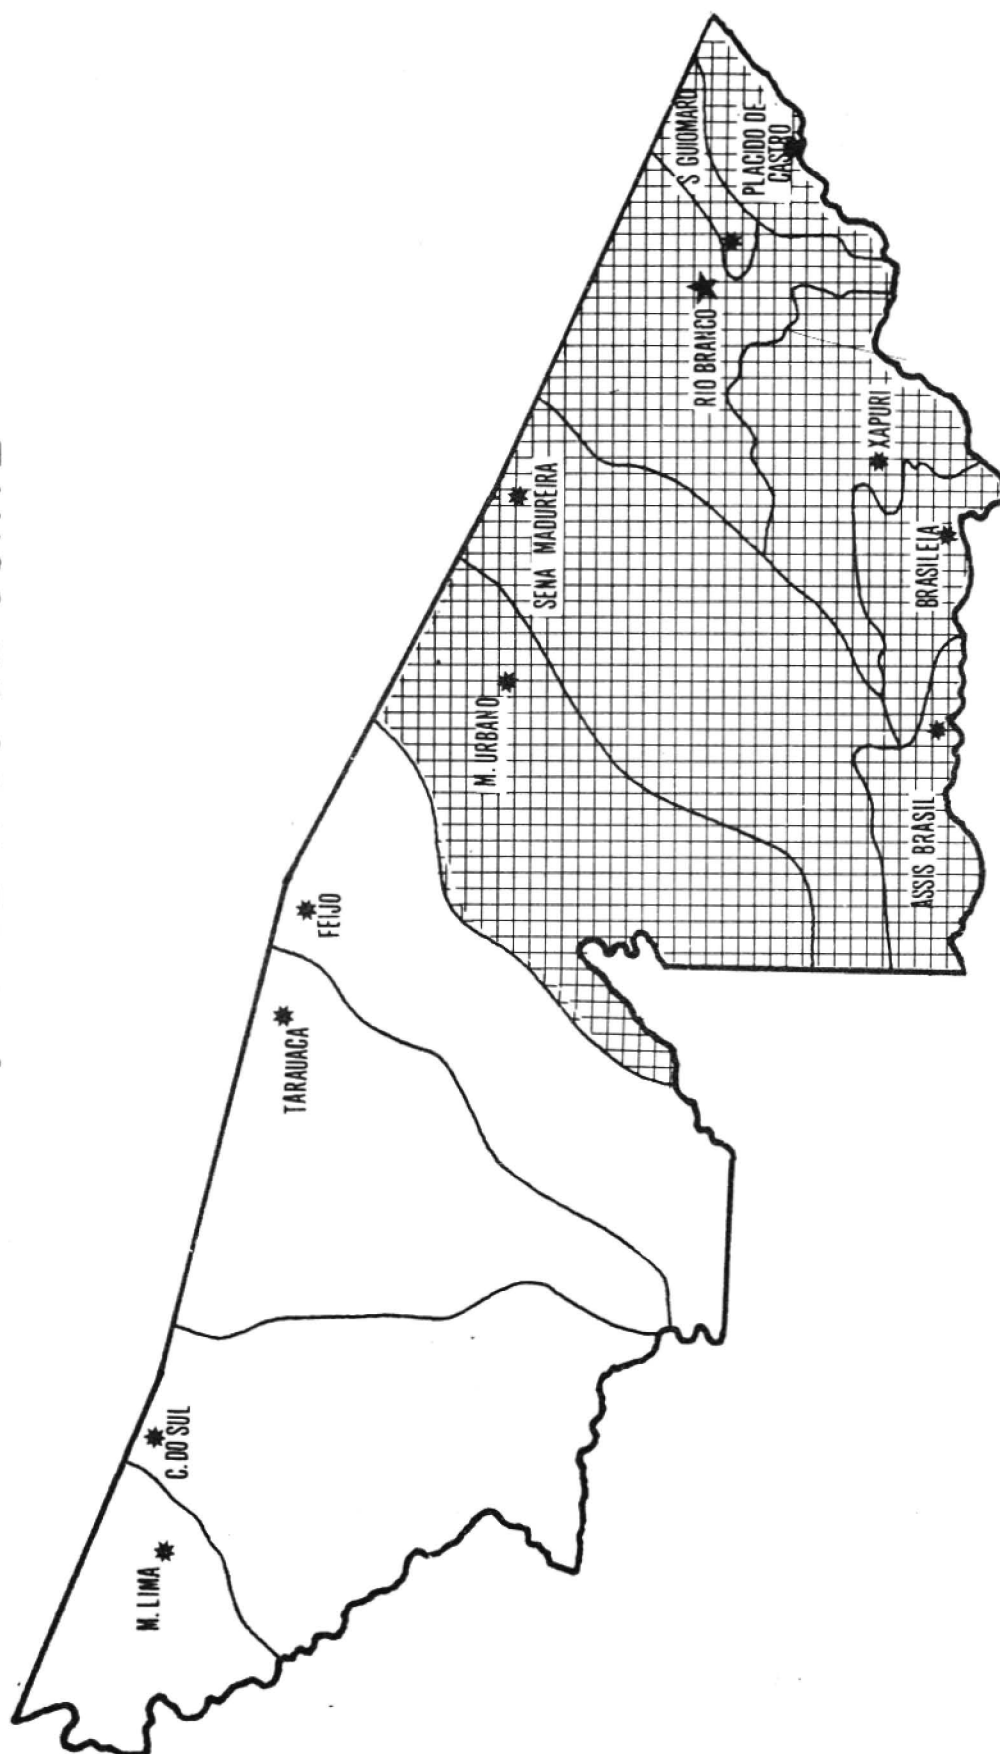 M. LIMA
C. DO SUL
TARAUACA
FEIJO
M. URBANO
SENA MADUREIRA
RIO BRANCO
S GUIOMARD
PLACIDO DE
CASTRO
XAPURI
BRASILEIA
ASSIS BRASIL